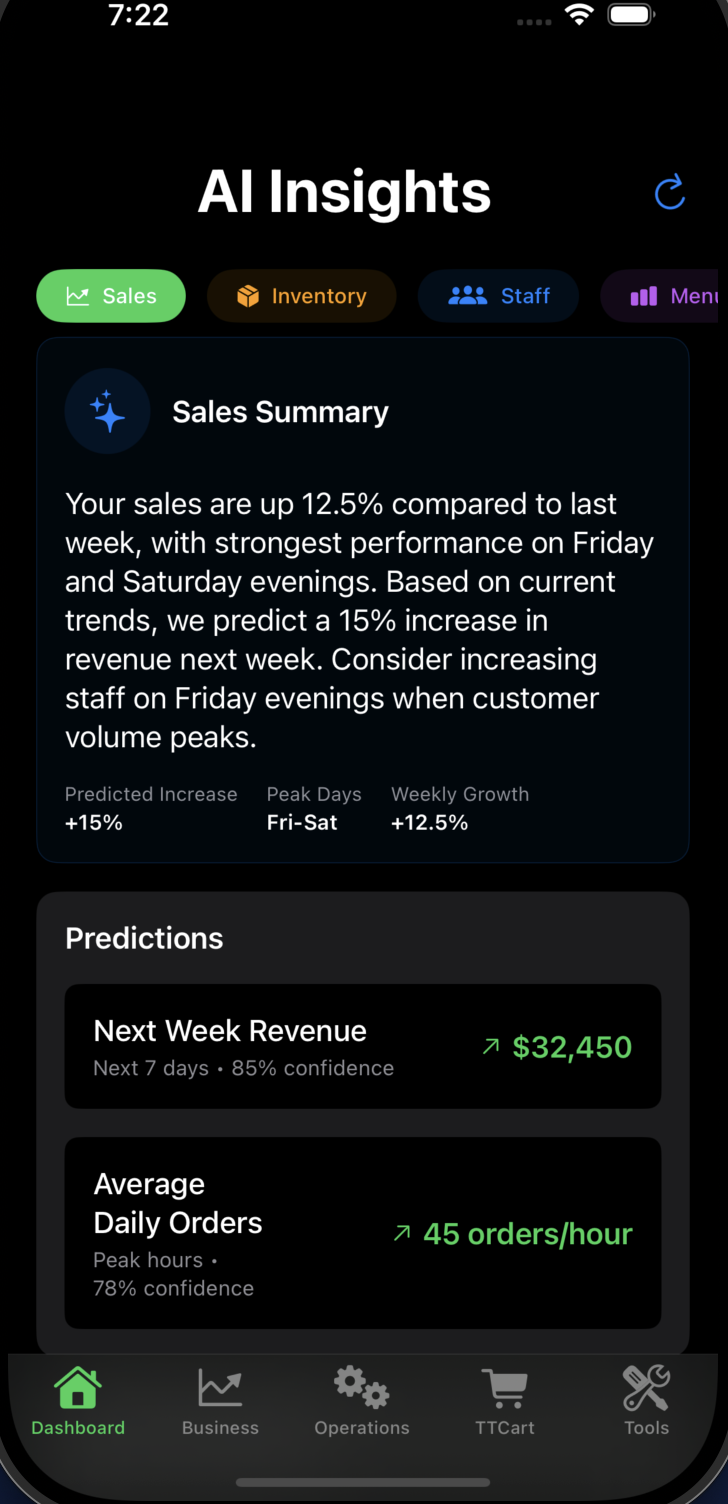 7:22
AI Insights
Sales
Inventory
Staff
Menu
Sales Summary
Your sales are up 12.5% compared to last
week, with strongest performance on Friday
and Saturday evenings. Based on current
trends, we predict a 15% increase in
revenue next week. Consider increasing
staff on Friday evenings when customer
volume peaks.
Predicted Increase
Peak Days
Weekly Growth
+15%
Fri-Sat
+12.5%
Predictions
Next Week Revenue
Next 7 days • 85% confidence
↗ $32,450
Average
Daily Orders
Peak hours •
78% confidence
↗ 45 orders/hour
Dashboard
Business
Operations
TTCart
Tools